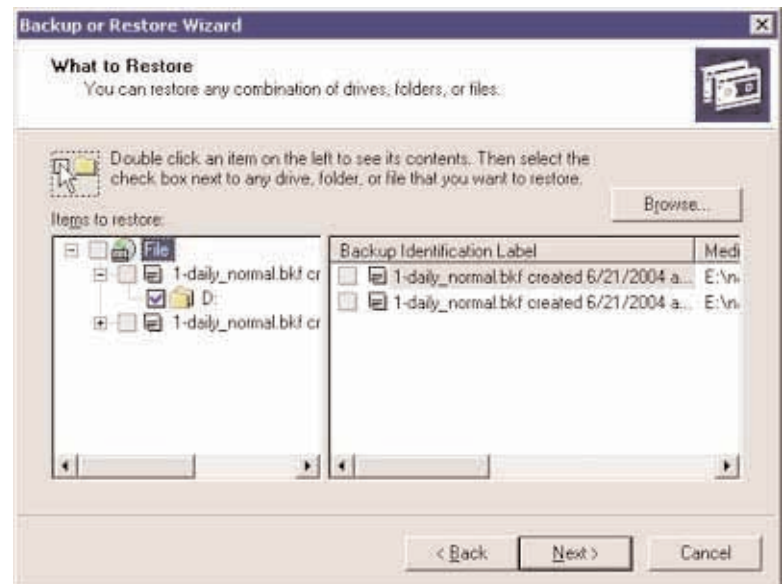 Backup or Restore Wizard
What to Restore
You can restore any combination of drives, folders, or files.
Double click an item on the left to see its contents. Then select the
check box next to any drive, folder, or file that you want to restore.
Browse...
Items to restore:
File
1-daily_normal.bkf cr
D:
1-daily_normal.bkf cr
Backup Identification Label Medi
1-daily_normal.bkf created 6/21/2004 a... E:\n
1-daily_normal.bkf created 6/21/2004 a... E:\n
< Back Next > Cancel